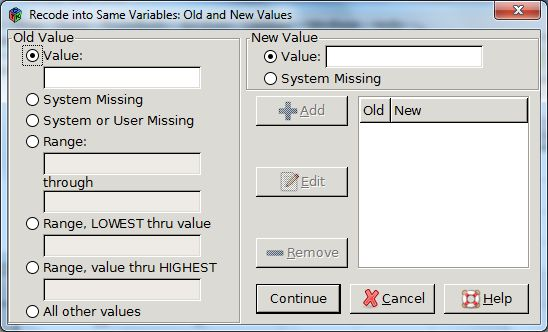 Recode into Same Variables: Old and New Values
Old Value
Value:
System Missing
System or User Missing
Range:
through
Range, LOWEST thru value
Range, value thru HIGHEST
All other values
New Value
Value:
System Missing
Add
Edit
Remove
Old New
Continue
Cancel
Help